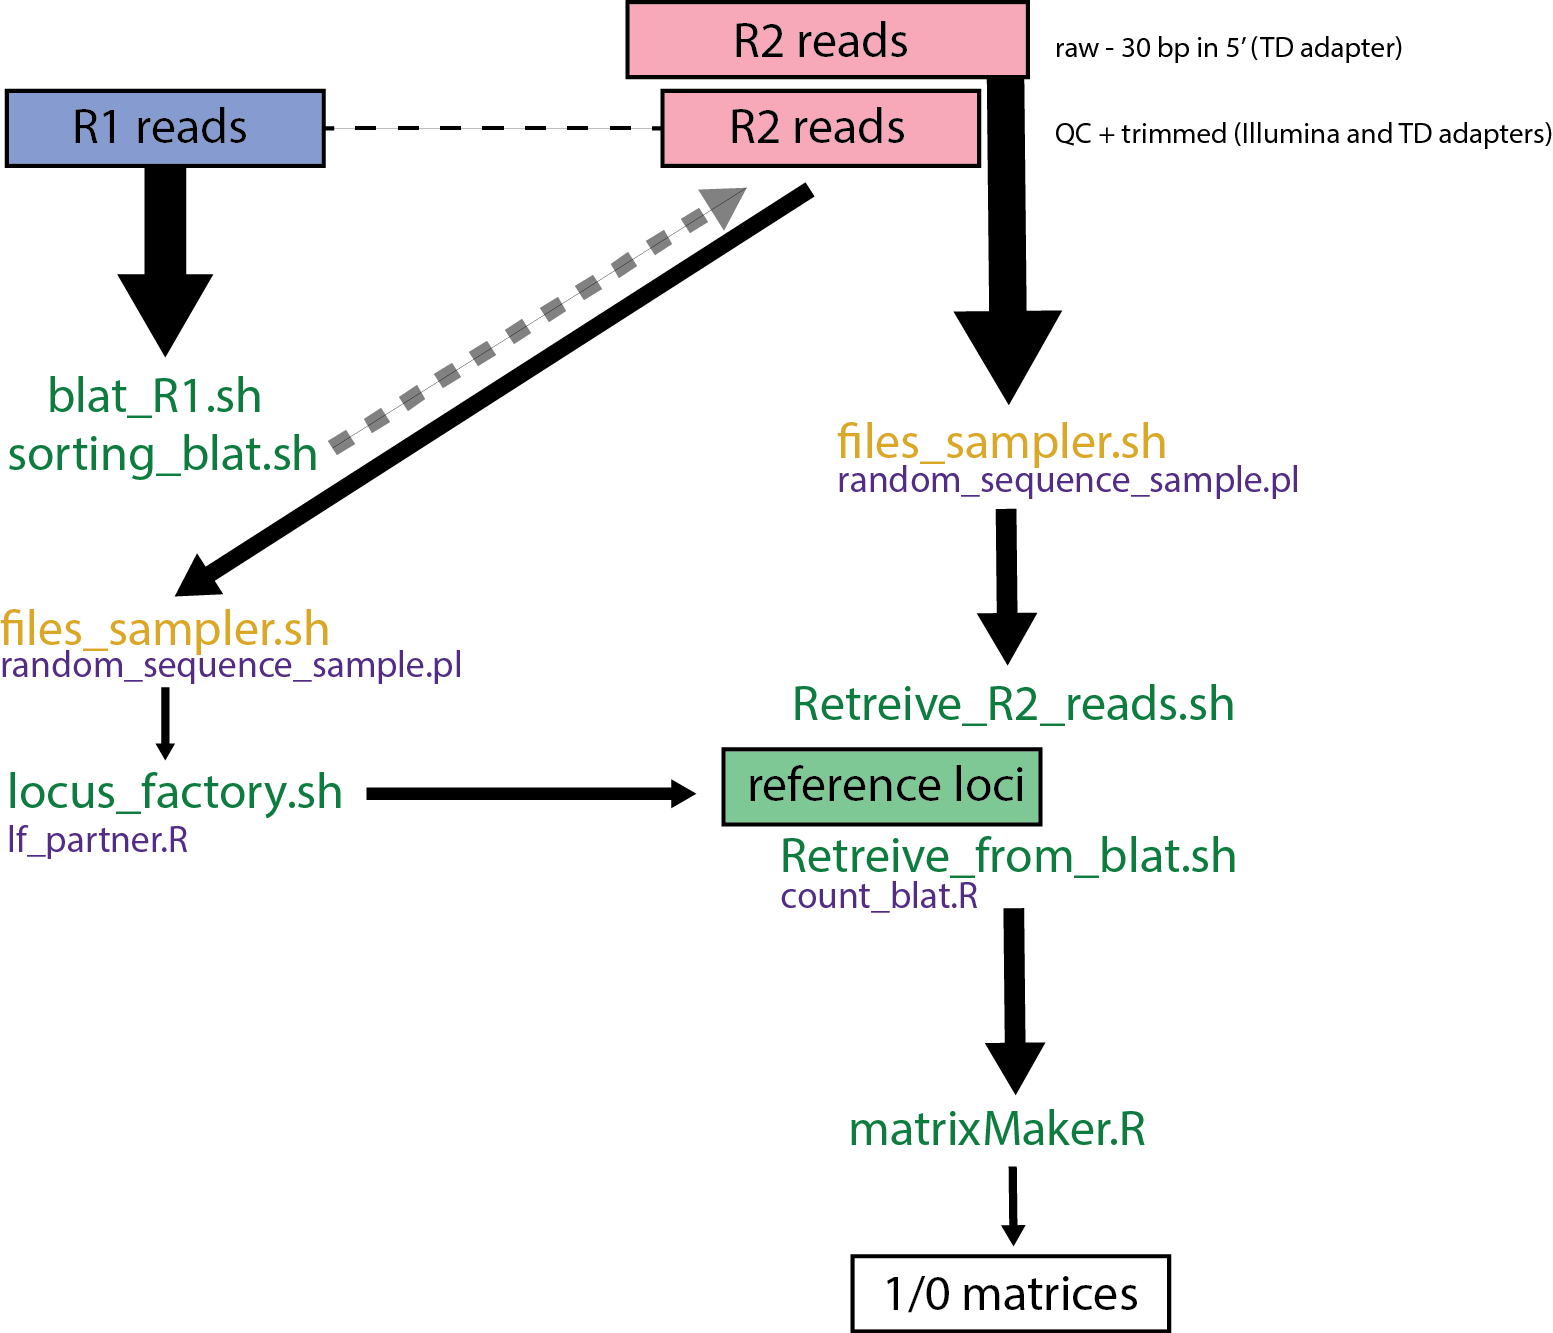 R2 reads
raw - 30 bp in 5’ (TD adapter)
R1 reads
R2 reads
QC + trimmed (Illumina and TD adapters)
blat_R1.sh
sorting_blat.sh
files_sampler.sh
random_sequence_sample.pl
files_sampler.sh
random_sequence_sample.pl
Retreive_R2_reads.sh
locus_factory.sh
lf_partner.R
reference loci
Retreive_from_blat.sh
count_blat.R
matrixMaker.R
1/0 matrices